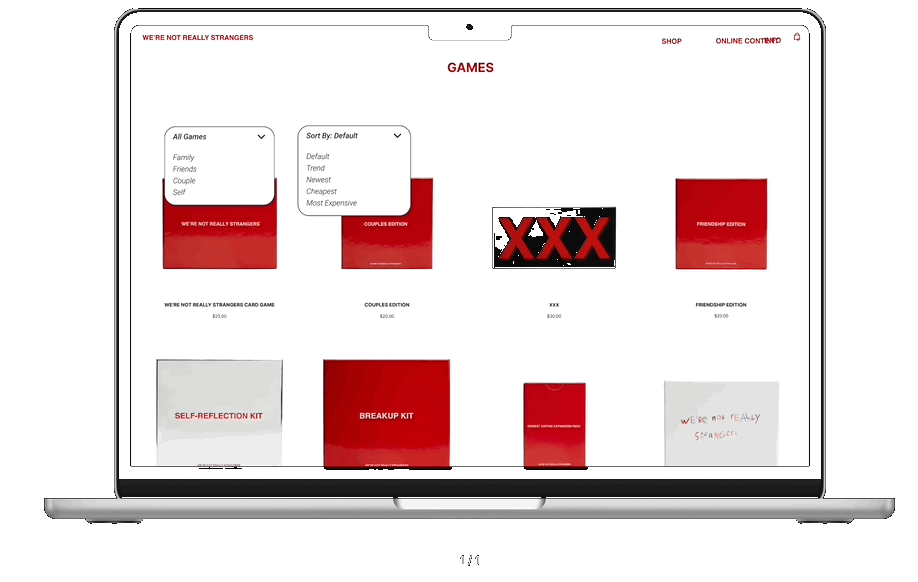 WE'RE NOT REALLY STRANGERS
SHOP
ONLINE CONTENT
INFO
GAMES
All Games
Family
Friends
Couple
Self
Sort By: Default
Default
Trend
Newest
Cheapest
Most Expensive
WE'RE NOT REALLY STRANGERS
COUPLES EDITION
XXX
FRIENDSHIP EDITION
WE'RE NOT REALLY STRANGERS CARD GAME
$25.00
COUPLES EDITION
$20.00
XXX
$30.00
FRIENDSHIP EDITION
$20.00
SELF-REFLECTION KIT
BREAKUP KIT
HONEST DATING EXPANSION PACK
we're not really
strangers.
1 / 1